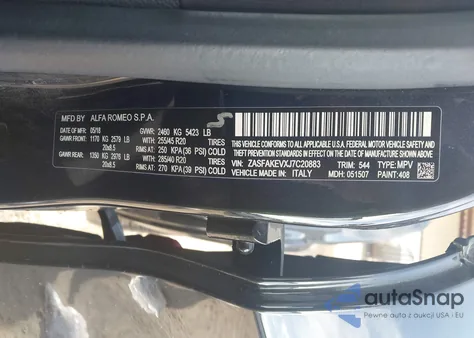 MFD BY ALFA ROMEO S.P.A.
05/18 GVWR: 2460 KG 5423 LB
GAWR FRONT: 1170 KG 2579 LB WITH: 255/45 R20 TIRES
20x8.5 RIMS AT: 250 KPA (36 PSI) COLD
GAWR REAR: 1350 KG 2976 LB WITH: 285/40 R20 TIRES
20x9.5 RIMS AT: 270 KPA (39 PSI) COLD
THIS VEHICLE CONFORMS TO ALL APPLICABLE
U.S.A. FEDERAL MOTOR VEHICLE SAFETY,
BUMPER, AND THEFT PREVENTION STANDARDS
IN EFFECT ON THE DATE OF MANUFACTURE
SHOWN ABOVE
VIN: ZASFAKEVXJ7C20883 TYPE: MPV
VEHICLE MADE IN: ITALY TRIM: 544
MDH: 051507 PAINT: 408
autoSnap
Pewne auta z aukcji USA i EU